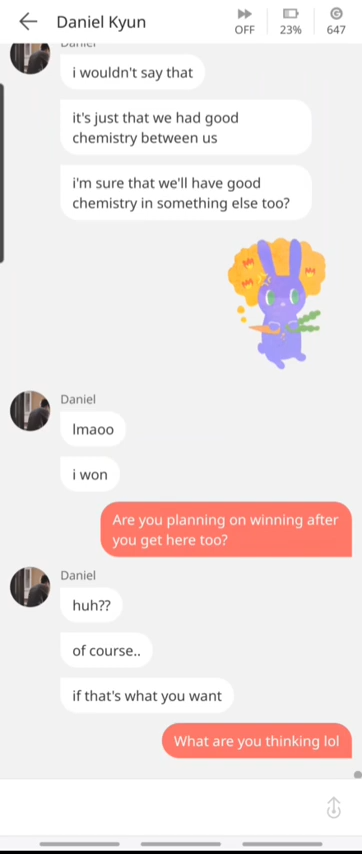 Daniel Kyun
OFF
23%
647
Daniel
i wouldn't say that
it's just that we had good
chemistry between us
i'm sure that we'll have good
chemistry in something else too?
Daniel
lmaoo
i won
Are you planning on winning after
you get here too?
Daniel
huh??
of course..
if that's what you want
What are you thinking lol